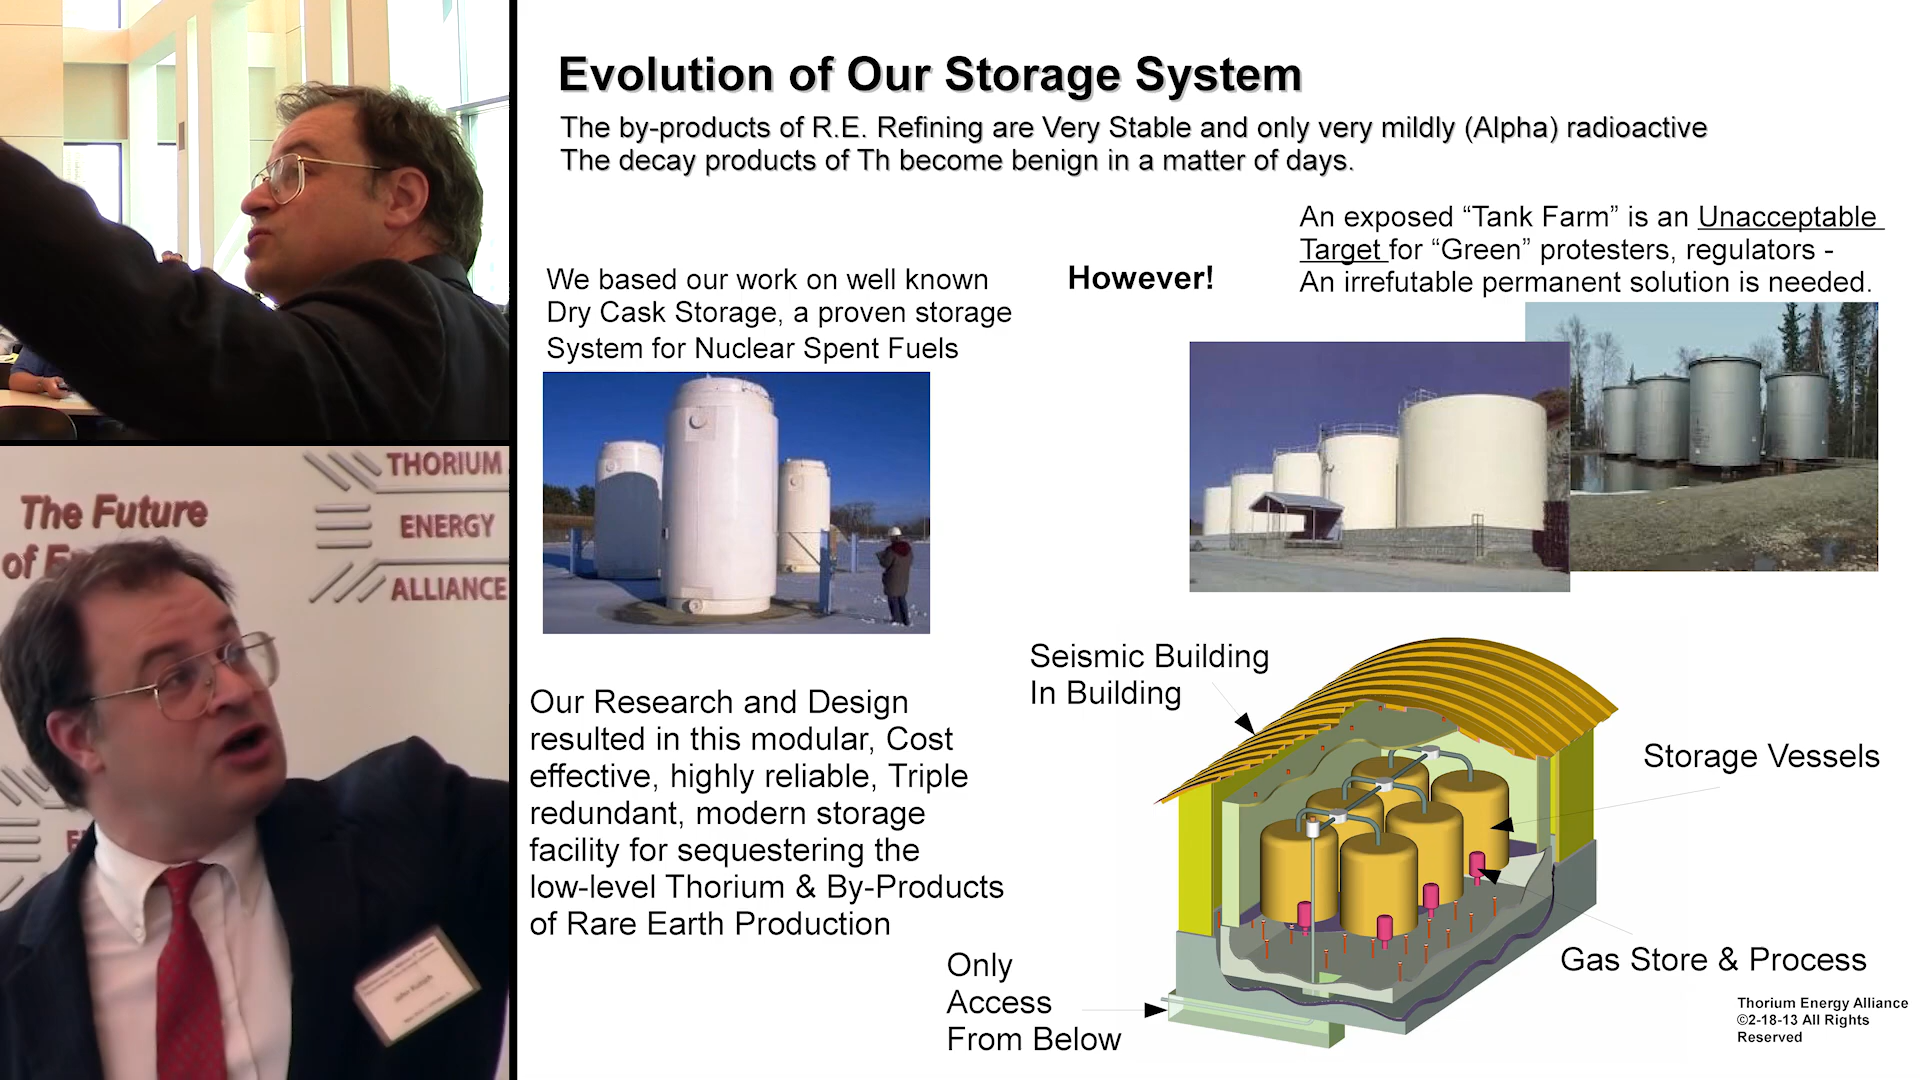 Evolution of Our Storage System
The by-products of R.E. Refining are Very Stable and only very mildly (Alpha) radioactive
The decay products of Th become benign in a matter of days.
An exposed “Tank Farm” is an Unacceptable
Target for “Green” protesters, regulators -
An irrefutable permanent solution is needed.
However!
We based our work on well known
Dry Cask Storage, a proven storage
System for Nuclear Spent Fuels
Seismic Building
In Building
Storage Vessels
Our Research and Design
resulted in this modular, Cost
effective, highly reliable, Triple
redundant, modern storage
facility for sequestering the
low-level Thorium & By-Products
of Rare Earth Production
Gas Store & Process
Only
Access
From Below
Thorium Energy Alliance
©2-18-13 All Rights
Reserved
The Future
of
THORIUM
ENERGY
ALLIANCE
John Kutsch